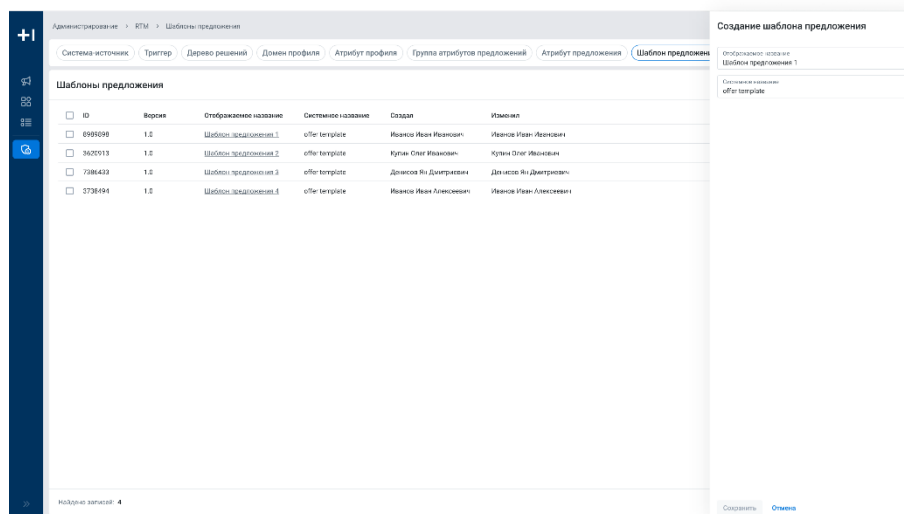 Администрирование > RTM > Шаблоны предложения
Создание шаблона предложения
Система-источник Триггер Дерево решений Домен профиля Атрибут профиля Группа атрибутов предложений Атрибут предложения Шаблон предложени
Отображаемое название
Шаблон предложения 1
Системное название
offer template
Шаблоны предложения
ID Версия Отображаемое название Системное название Создал Изменил
8989898 1.0 Шаблон предложения 1 offer template Иванов Иван Иванович Иванов Иван Иванович
3620913 1.0 Шаблон предложения 2 offer template Купин Олег Иванович Купин Олег Иванович
7386433 1.0 Шаблон предложения 3 offer template Денисов Ян Дмитриевич Денисов Ян Дмитриевич
3738494 1.0 Шаблон предложения 4 offer template Иванов Иван Алексеевич Иванов Иван Алексеевич
Найдено записей: 4
Сохранить Отмена